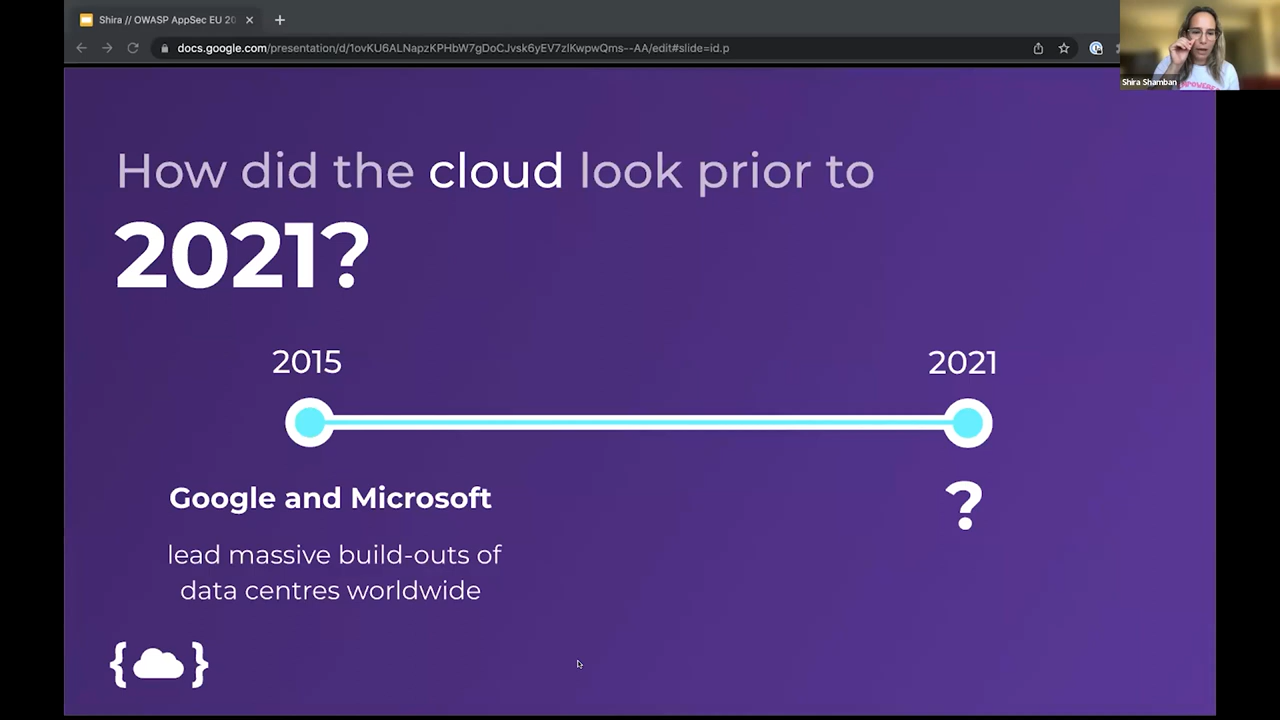 Shira // OWASP AppSec EU 20
docs.google.com/presentation/d/1ovKU6ALNapzKPHbW7gDoCJvsk6yEV7zIKwpwQms--AA/edit#slide=id.p
Shira Shamban
How did the cloud look prior to
2021?
2015
2021
Google and Microsoft
?
lead massive build-outs of
data centres worldwide
{ }